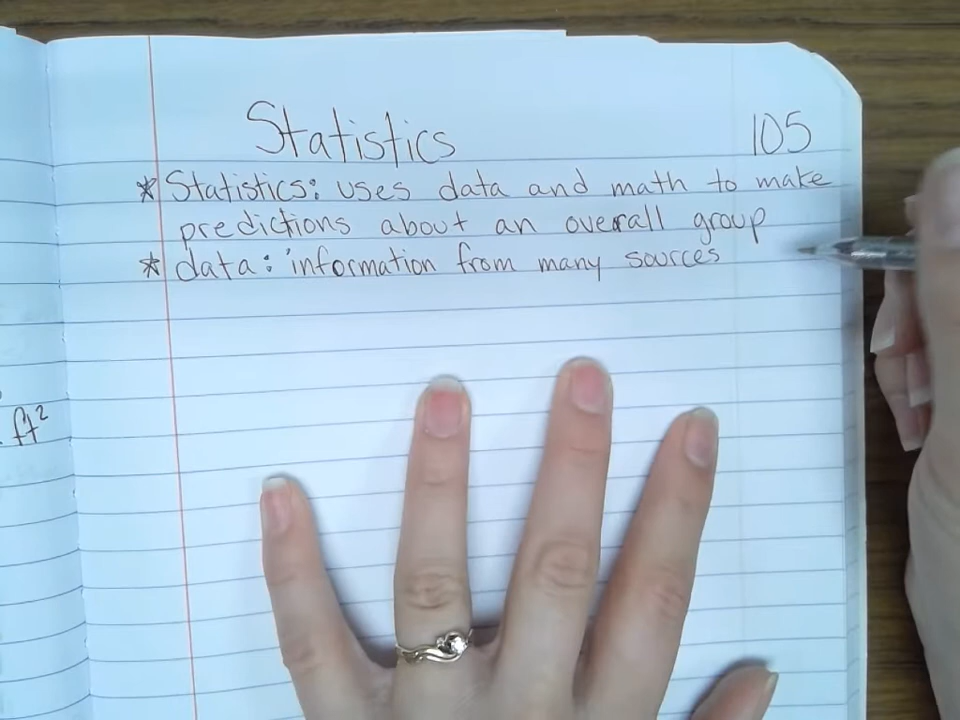 Statistics 105
* Statistics: uses data and math to make
predictions about an overall group
* data: information from many sources
ft²